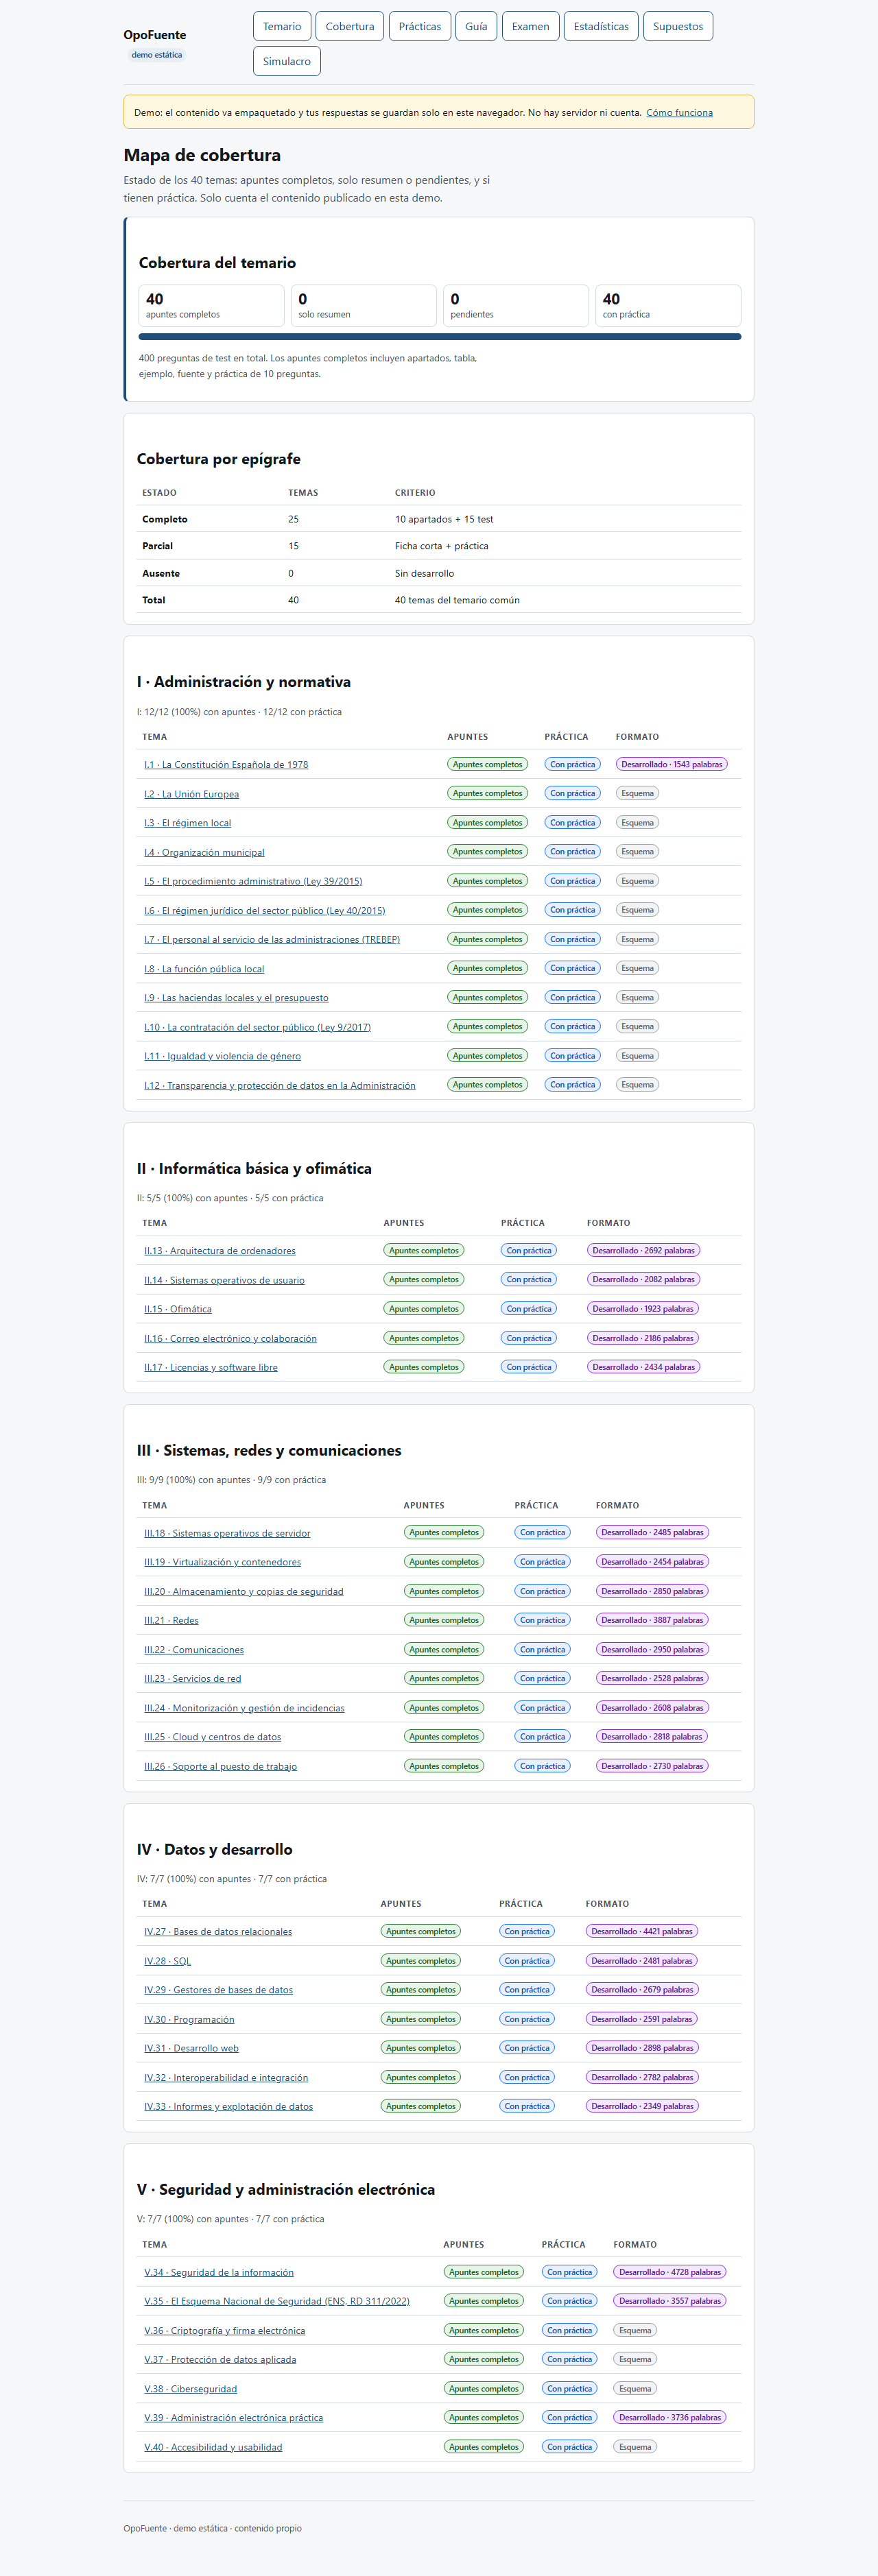 OpoFuente
demo estática
Temario
Cobertura
Prácticas
Guía
Examen
Estadísticas
Supuestos
Simulacro
Demo: el contenido va empaquetado y tus respuestas se guardan solo en este navegador. No hay servidor ni cuenta. Cómo funciona
Mapa de cobertura
Estado de los 40 temas: apuntes completos, solo resumen o pendientes, y si
tienen práctica. Solo cuenta el contenido publicado en esta demo.
Cobertura del temario
40
apuntes completos
0
solo resumen
0
pendientes
40
con práctica
400 preguntas de test en total. Los apuntes completos incluyen apartados, tabla,
ejemplo, fuente y práctica de 10 preguntas.
Cobertura por epígrafe
ESTADO TEMAS CRITERIO
Completo 25 10 apartados + 15 test
Parcial 15 Ficha corta + práctica
Ausente 0 Sin desarrollo
Total 40 40 temas del temario común
I · Administración y normativa
I: 12/12 (100%) con apuntes · 12/12 con práctica
TEMA APUNTES PRÁCTICA FORMATO
I.1 · La Constitución Española de 1978 Apuntes completos Con práctica Desarrollado · 1543 palabras
I.2 · La Unión Europea Apuntes completos Con práctica Esquema
I.3 · El régimen local Apuntes completos Con práctica Esquema
I.4 · Organización municipal Apuntes completos Con práctica Esquema
I.5 · El procedimiento administrativo (Ley 39/2015) Apuntes completos Con práctica Esquema
I.6 · El régimen jurídico del sector público (Ley 40/2015) Apuntes completos Con práctica Esquema
I.7 · El personal al servicio de las administraciones (TREBEP) Apuntes completos Con práctica Esquema
I.8 · La función pública local Apuntes completos Con práctica Esquema
I.9 · Las haciendas locales y el presupuesto Apuntes completos Con práctica Esquema
I.10 · La contratación del sector público (Ley 9/2017) Apuntes completos Con práctica Esquema
I.11 · Igualdad y violencia de género Apuntes completos Con práctica Esquema
I.12 · Transparencia y protección de datos en la Administración Apuntes completos Con práctica Esquema
II · Informática básica y ofimática
II: 5/5 (100%) con apuntes · 5/5 con práctica
TEMA APUNTES PRÁCTICA FORMATO
II.13 · Arquitectura de ordenadores Apuntes completos Con práctica Desarrollado · 2692 palabras
II.14 · Sistemas operativos de usuario Apuntes completos Con práctica Desarrollado · 2082 palabras
II.15 · Ofimática Apuntes completos Con práctica Desarrollado · 1923 palabras
II.16 · Correo electrónico y colaboración Apuntes completos Con práctica Desarrollado · 2186 palabras
II.17 · Licencias y software libre Apuntes completos Con práctica Desarrollado · 2434 palabras
III · Sistemas, redes y comunicaciones
III: 9/9 (100%) con apuntes · 9/9 con práctica
TEMA APUNTES PRÁCTICA FORMATO
III.18 · Sistemas operativos de servidor Apuntes completos Con práctica Desarrollado · 2485 palabras
III.19 · Virtualización y contenedores Apuntes completos Con práctica Desarrollado · 2454 palabras
III.20 · Almacenamiento y copias de seguridad Apuntes completos Con práctica Desarrollado · 2850 palabras
III.21 · Redes Apuntes completos Con práctica Desarrollado · 3887 palabras
III.22 · Comunicaciones Apuntes completos Con práctica Desarrollado · 2950 palabras
III.23 · Servicios de red Apuntes completos Con práctica Desarrollado · 2528 palabras
III.24 · Monitorización y gestión de incidencias Apuntes completos Con práctica Desarrollado · 2608 palabras
III.25 · Cloud y centros de datos Apuntes completos Con práctica Desarrollado · 2818 palabras
III.26 · Soporte al puesto de trabajo Apuntes completos Con práctica Desarrollado · 2730 palabras
IV · Datos y desarrollo
IV: 7/7 (100%) con apuntes · 7/7 con práctica
TEMA APUNTES PRÁCTICA FORMATO
IV.27 · Bases de datos relacionales Apuntes completos Con práctica Desarrollado · 4421 palabras
IV.28 · SQL Apuntes completos Con práctica Desarrollado · 2481 palabras
IV.29 · Gestores de bases de datos Apuntes completos Con práctica Desarrollado · 2679 palabras
IV.30 · Programación Apuntes completos Con práctica Desarrollado · 2591 palabras
IV.31 · Desarrollo web Apuntes completos Con práctica Desarrollado · 2898 palabras
IV.32 · Interoperabilidad e integración Apuntes completos Con práctica Desarrollado · 2782 palabras
IV.33 · Informes y explotación de datos Apuntes completos Con práctica Desarrollado · 2349 palabras
V · Seguridad y administración electrónica
V: 7/7 (100%) con apuntes · 7/7 con práctica
TEMA APUNTES PRÁCTICA FORMATO
V.34 · Seguridad de la información Apuntes completos Con práctica Desarrollado · 4728 palabras
V.35 · El Esquema Nacional de Seguridad (ENS, RD 311/2022) Apuntes completos Con práctica Desarrollado · 3557 palabras
V.36 · Criptografía y firma electrónica Apuntes completos Con práctica Esquema
V.37 · Protección de datos aplicada Apuntes completos Con práctica Esquema
V.38 · Ciberseguridad Apuntes completos Con práctica Esquema
V.39 · Administración electrónica práctica Apuntes completos Con práctica Desarrollado · 3736 palabras
V.40 · Accesibilidad y usabilidad Apuntes completos Con práctica Esquema
OpoFuente · demo estática · contenido propio